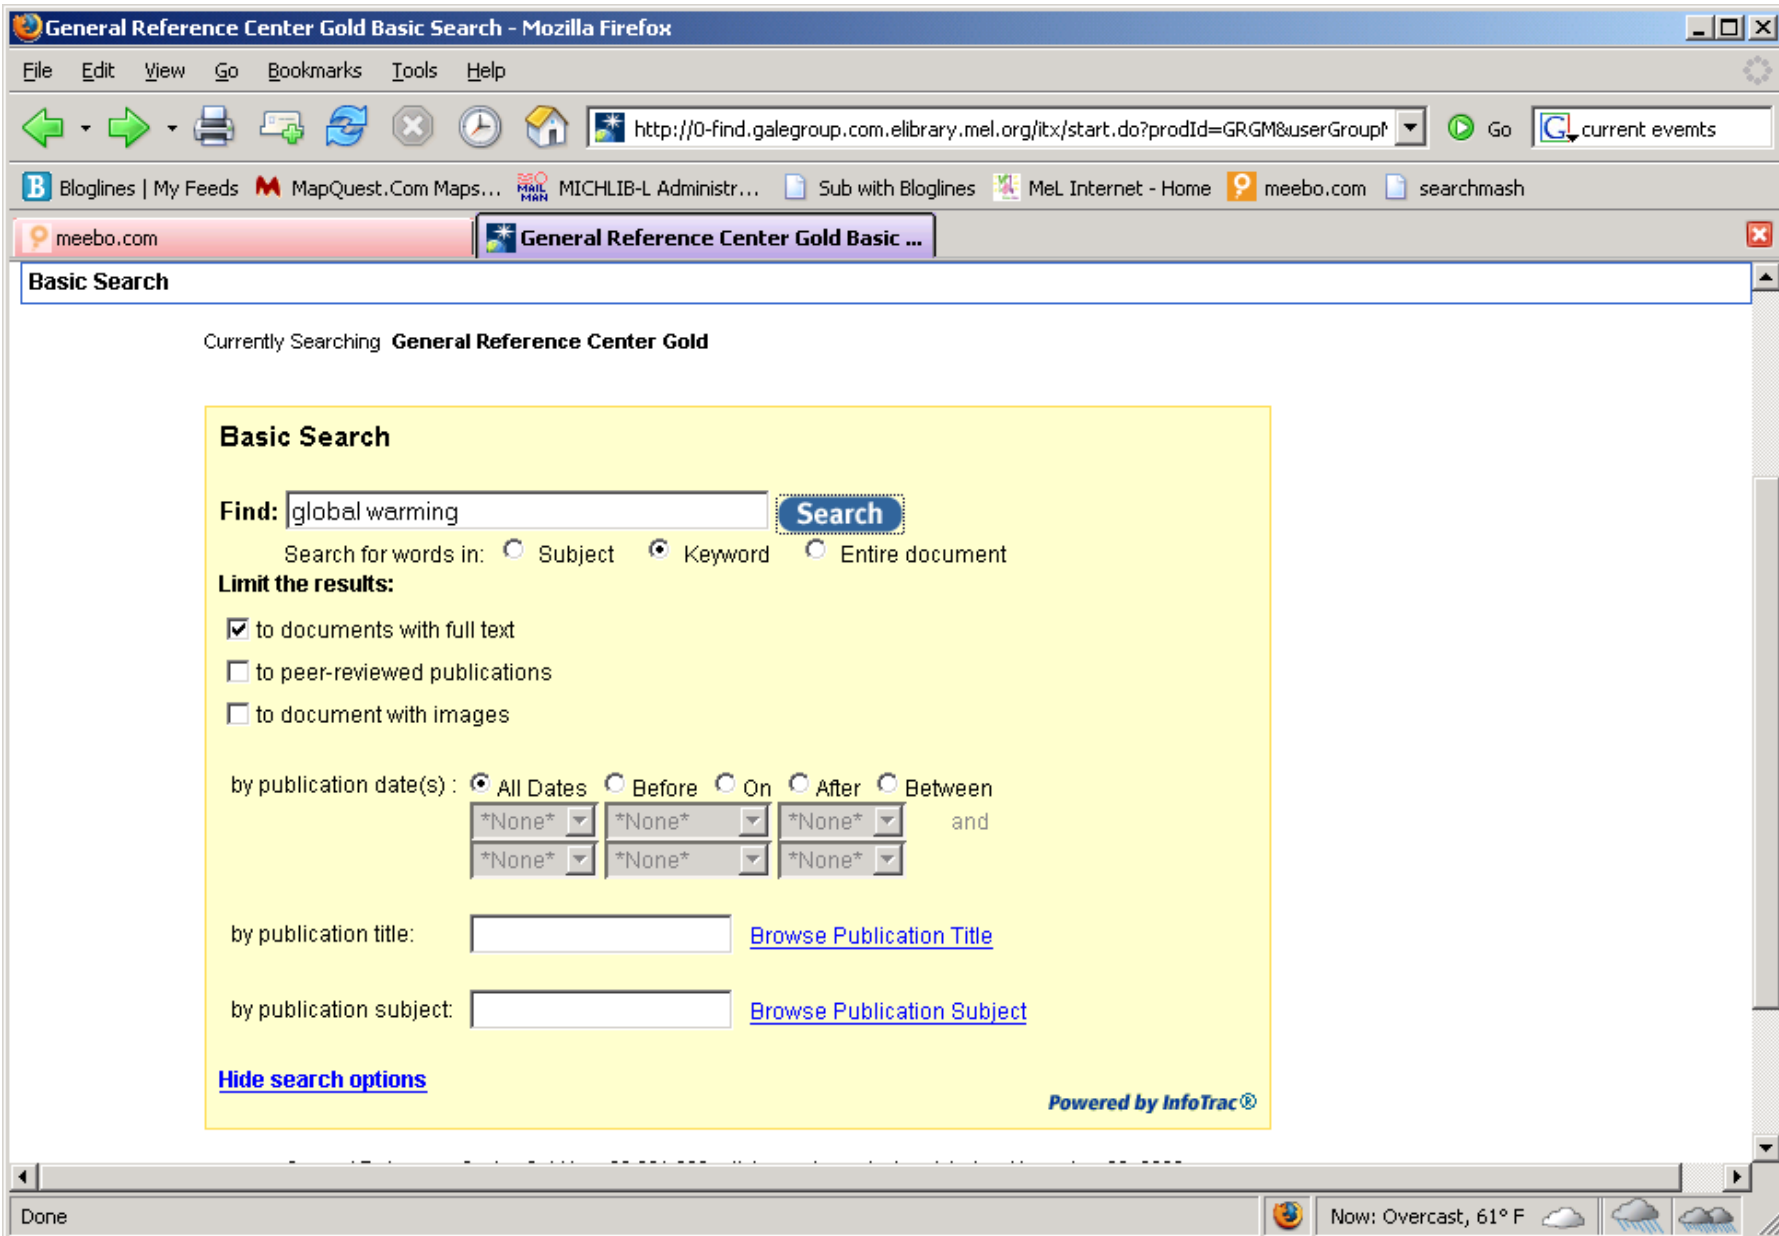 General Reference Center Gold Basic Search - Mozilla Firefox
File Edit View Go Bookmarks Tools Help
http://0-find.galegroup.com.elibrary.mel.org/itx/start.do?prodId=GRGM&userGroupN Go G current evemts
B Bloglines | My Feeds MapQuest.Com Maps... MAIL MAN MICHLIB-L Administr... Sub with Bloglines MeL Internet - Home meebo.com searchmash
meebo.com General Reference Center Gold Basic ...
Basic Search
Currently Searching General Reference Center Gold
Basic Search
Find: global warming Search
Search for words in: Subject Keyword Entire document
Limit the results:
to documents with full text
to peer-reviewed publications
to document with images
by publication date(s) : All Dates Before On After Between
*None* *None* *None* and
*None* *None* *None*
by publication title: Browse Publication Title
by publication subject: Browse Publication Subject
Hide search options
Powered by InfoTrac®
Done Now: Overcast, 61° F